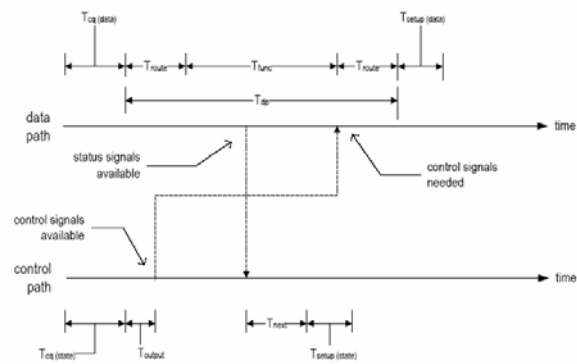 Tcq (data)
Tsetup (data)
Troute
Tfunc
Troute
Tdp
data
path
time
status signals
available
control signals
needed
control signals
available
control
path
time
Tnext
Tcq (state)
Toutput
Tsetup (state)